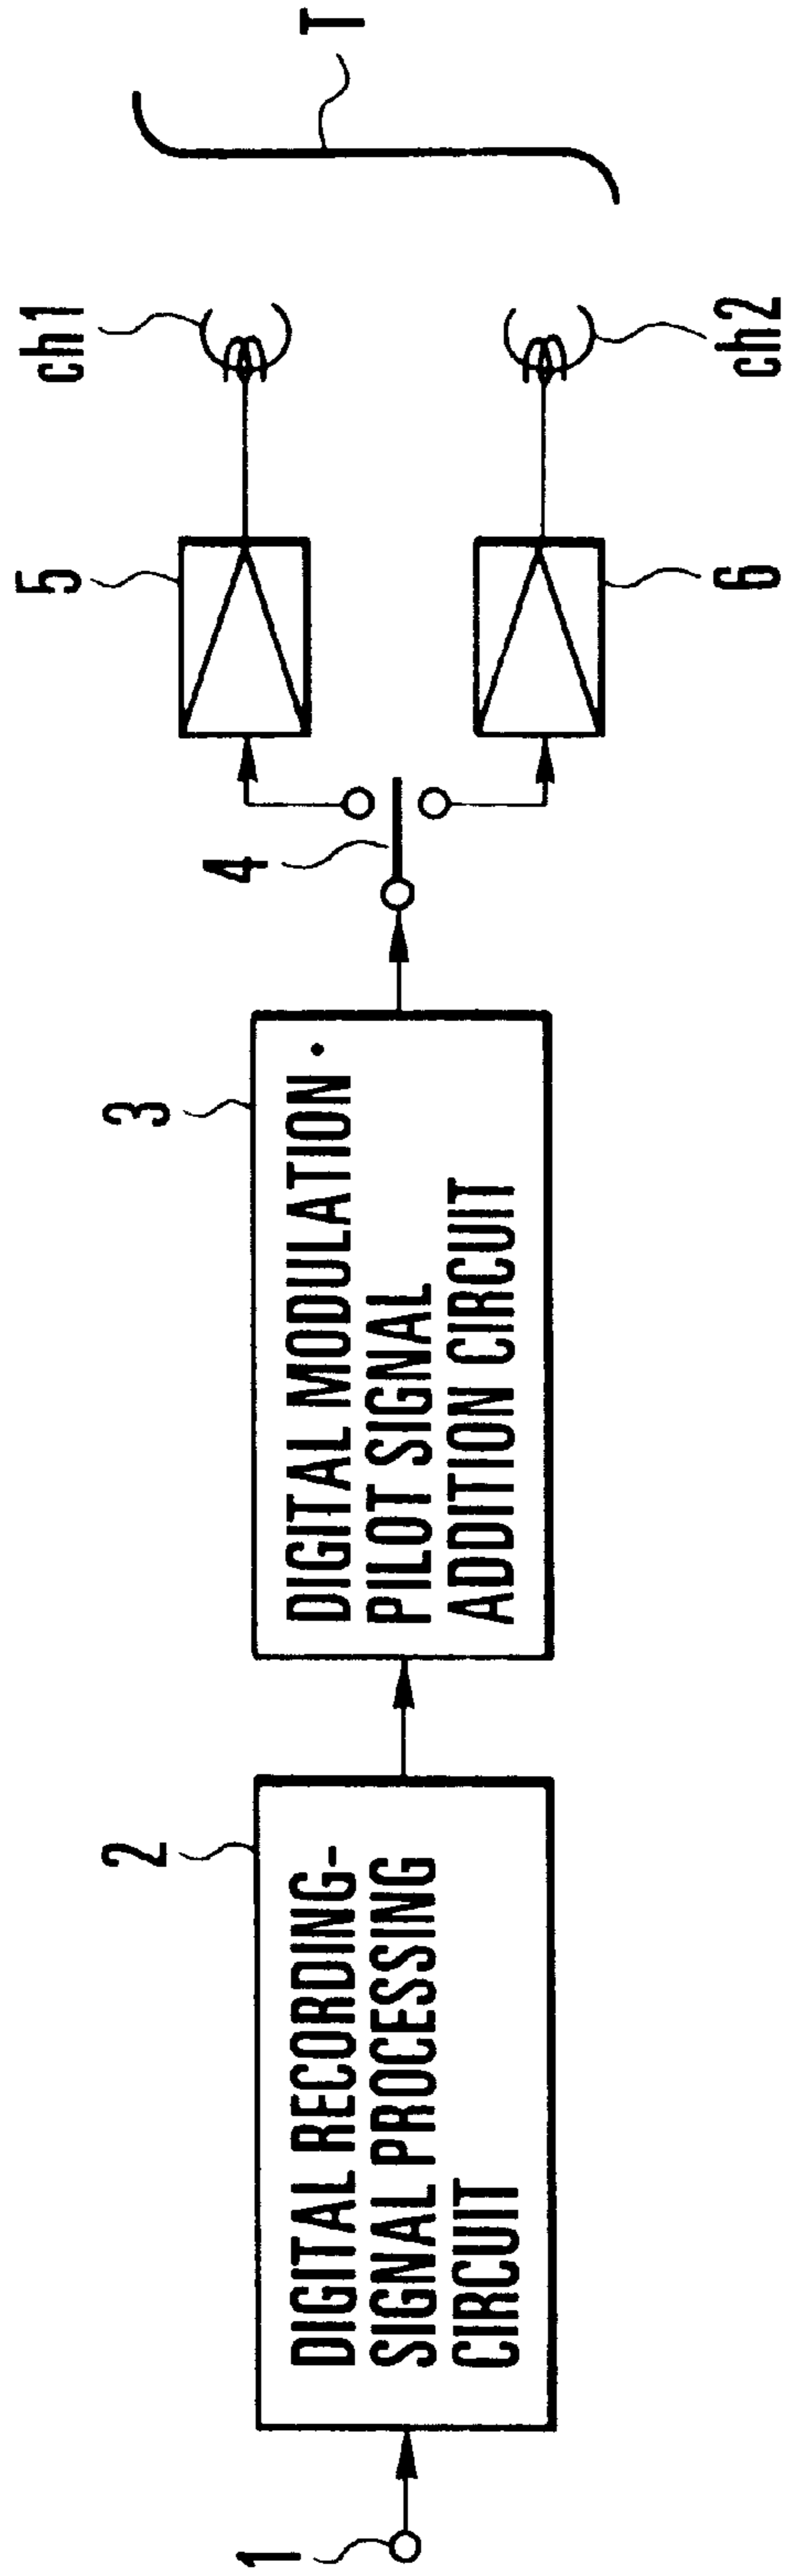 1
2
DIGITAL RECORDING-
SIGNAL PROCESSING
CIRCUIT
3
DIGITAL MODULATION ·
PILOT SIGNAL
ADDITION CIRCUIT
4
5
6
ch1
ch2
T